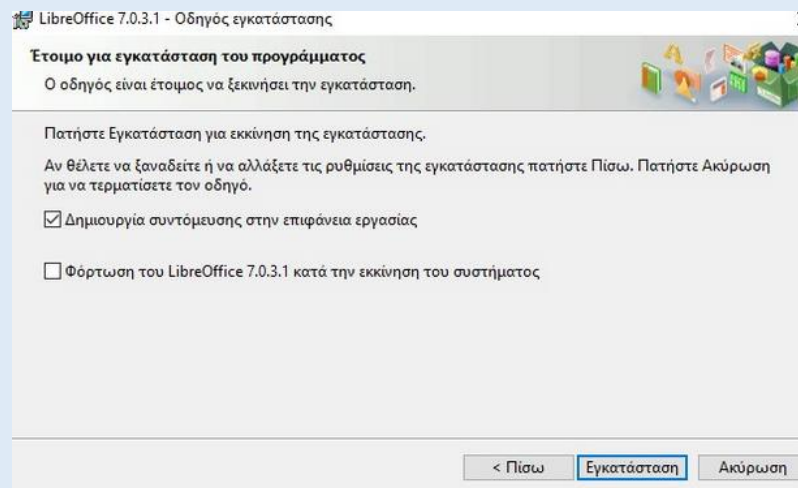 LibreOffice 7.0.3.1 - Οδηγός εγκατάστασης
Έτοιμο για εγκατάσταση του προγράμματος
Ο οδηγός είναι έτοιμος να ξεκινήσει την εγκατάσταση.
Πατήστε Εγκατάσταση για εκκίνηση της εγκατάστασης.
Αν θέλετε να ξαναδείτε ή να αλλάξετε τις ρυθμίσεις της εγκατάστασης πατήστε Πίσω. Πατήστε Ακύρωση
για να τερματίσετε τον οδηγό.
Δημιουργία συντόμευσης στην επιφάνεια εργασίας
Φόρτωση του LibreOffice 7.0.3.1 κατά την εκκίνηση του συστήματος
< Πίσω Εγκατάσταση Ακύρωση